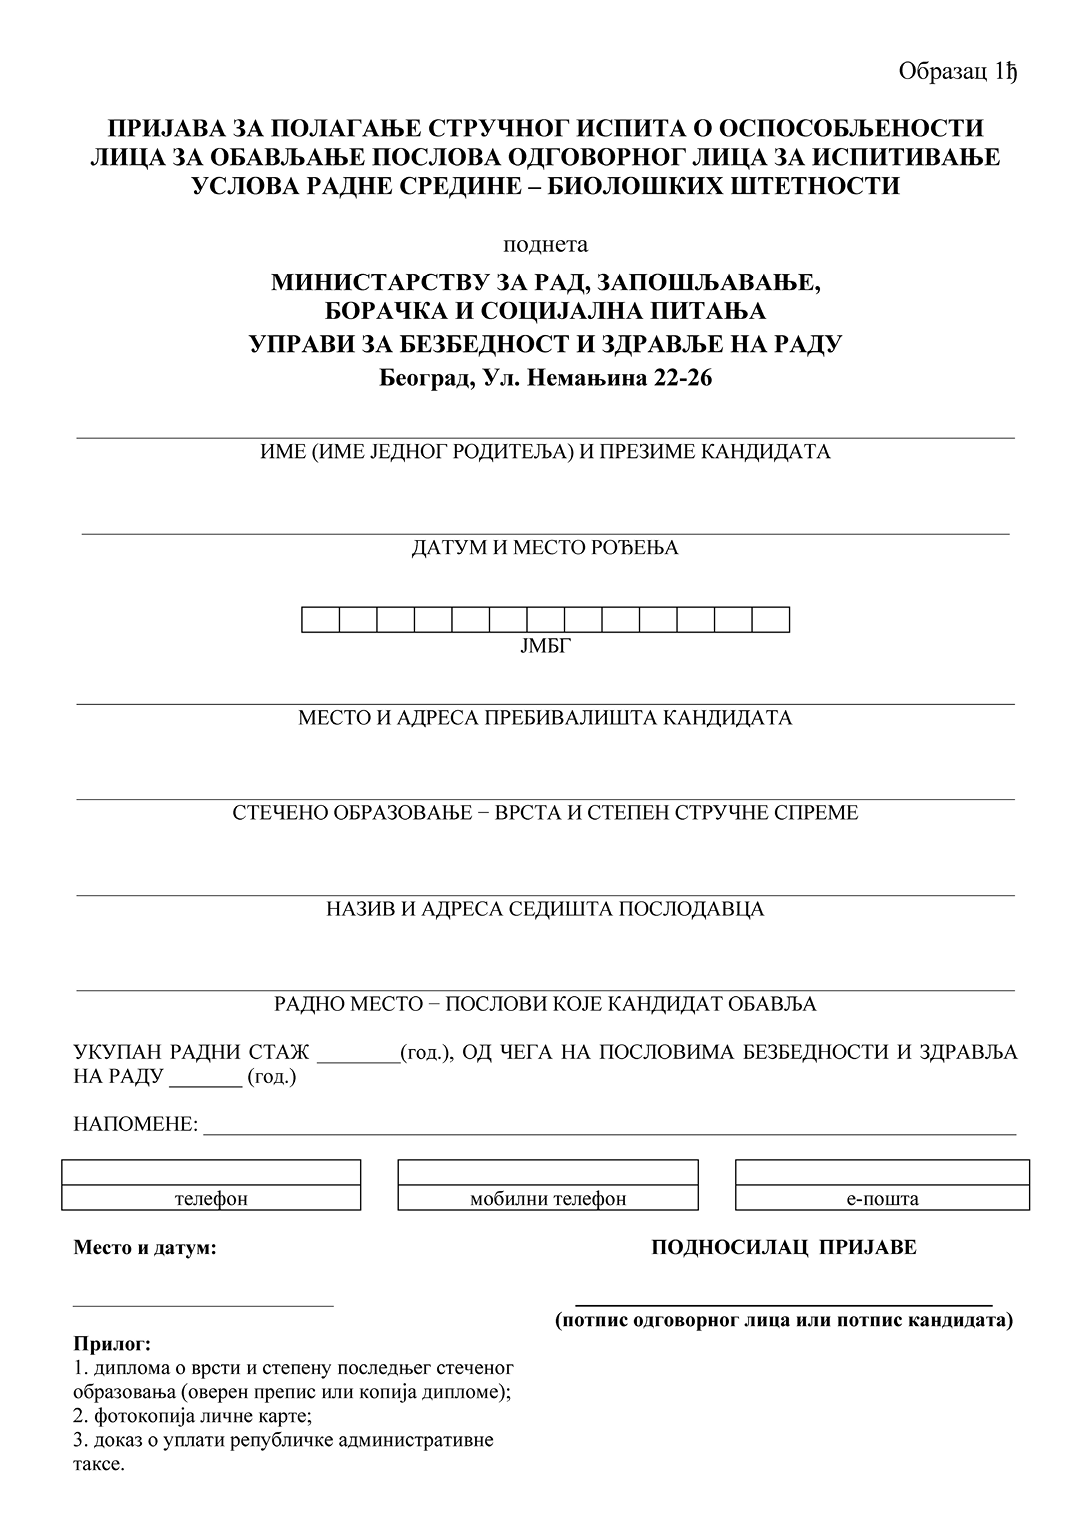 Образац 1ђ
ПРИЈАВА ЗА ПОЛАГАЊЕ СТРУЧНОГ ИСПИТА О ОСПОСОБЉЕНОСТИ
ЛИЦА ЗА ОБАВЉАЊЕ ПОСЛОВА ОДГОВОРНОГ ЛИЦА ЗА ИСПИТИВАЊЕ
УСЛОВА РАДНЕ СРЕДИНЕ – БИОЛОШКИХ ШТЕТНОСТИ
поднета
МИНИСТАРСТВУ ЗА РАД, ЗАПОШЉАВАЊЕ,
БОРАЧКА И СОЦИЈАЛНА ПИТАЊА
УПРАВИ ЗА БЕЗБЕДНОСТ И ЗДРАВЉЕ НА РАДУ
Београд, Ул. Немањина 22-26
ИМЕ (ИМЕ ЈЕДНОГ РОДИТЕЉА) И ПРЕЗИМЕ КАНДИДАТА
ДАТУМ И МЕСТО РОЂЕЊА
ЈМБГ
МЕСТО И АДРЕСА ПРЕБИВАЛИШТА КАНДИДАТА
СТЕЧЕНО ОБРАЗОВАЊЕ − ВРСТА И СТЕПЕН СТРУЧНЕ СПРЕМЕ
НАЗИВ И АДРЕСА СЕДИШТА ПОСЛОДАВЦА
РАДНО МЕСТО − ПОСЛОВИ КОЈЕ КАНДИДАТ ОБАВЉА
УКУПАН РАДНИ СТАЖ ________(год.), ОД ЧЕГА НА ПОСЛОВИМА БЕЗБЕДНОСТИ И ЗДРАВЉА
НА РАДУ _______ (год.)
НАПОМЕНЕ:
телефон
мобилни телефон
е-пошта
Место и датум:
ПОДНОСИЛАЦ ПРИЈАВЕ
(потпис одговорног лица или потпис кандидата)
Прилог:
1. диплома о врсти и степену последњег стеченог
образовања (оверен препис или копија дипломе);
2. фотокопија личне карте;
3. доказ о уплати републичке административне
таксе.